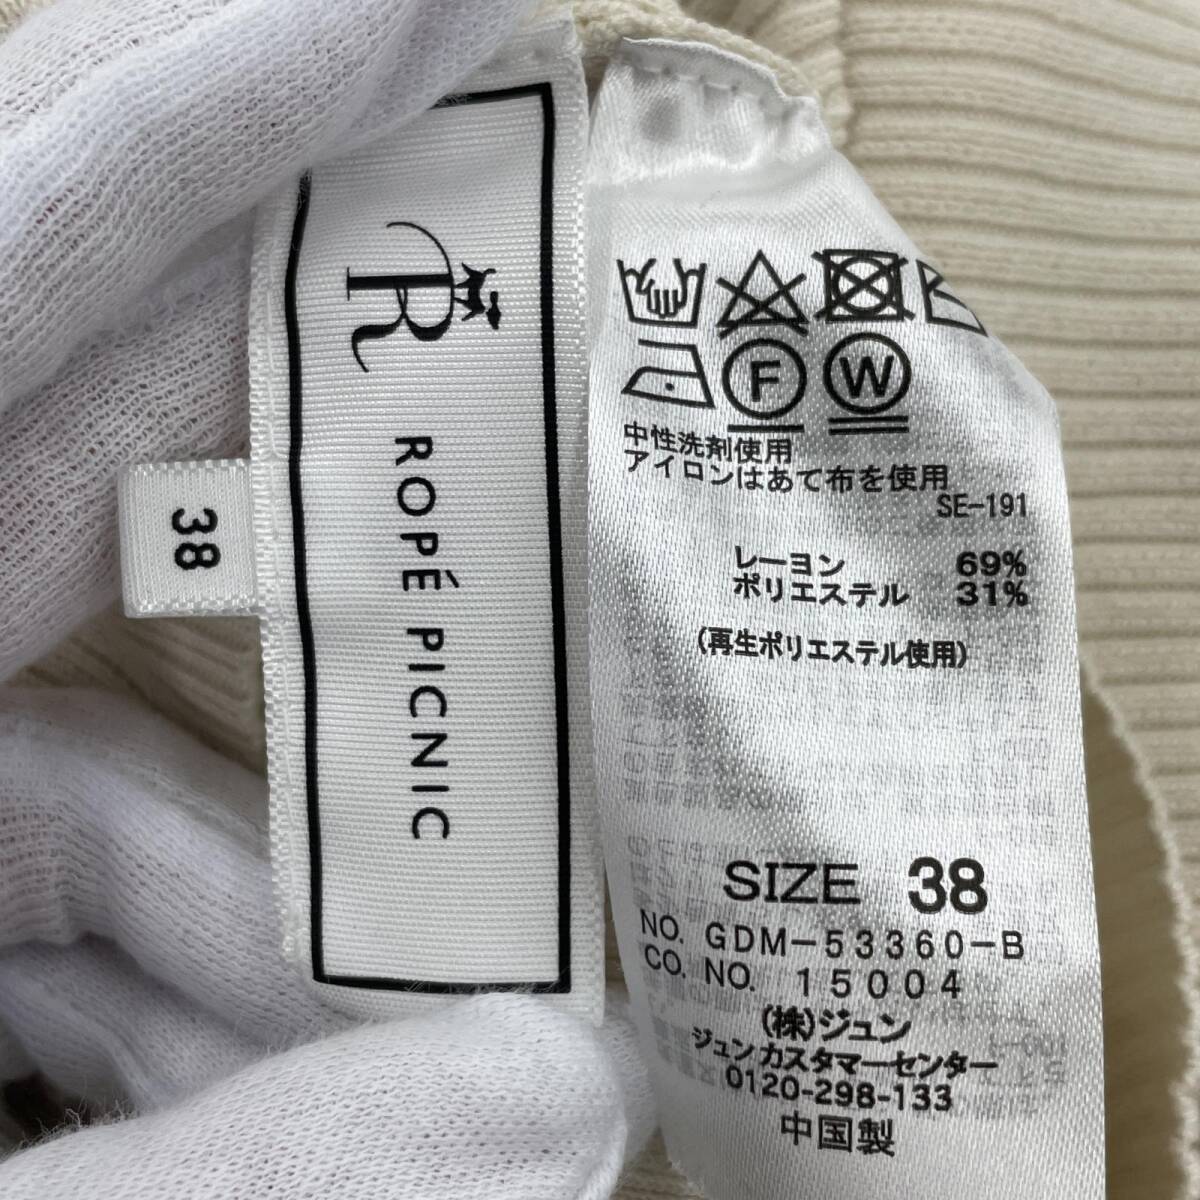 R
ROPÉ PICNIC
38
F W
中性洗剤使用
アイロンはあて布を使用
SE-191
レーヨン 69%
ポリエステル 31%
(再生ポリエステル使用)
SIZE 38
NO. GDM-53360-B
CO. NO. 15004
(株)ジュン
ジュンカスタマーセンター
0120-298-133
中国製